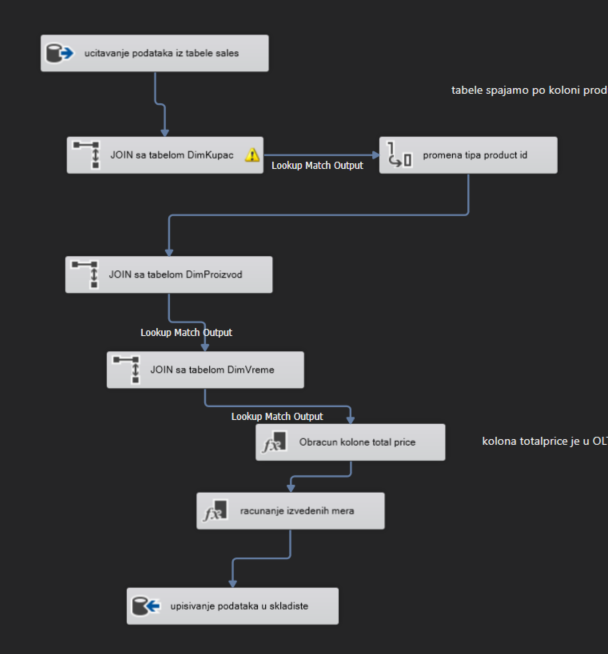 ucitavanje podataka iz tabele sales
tabele spajamo po koloni prod
JOIN sa tabelom DimKupac
Lookup Match Output
promena tipa product id
JOIN sa tabelom DimProizvod
Lookup Match Output
JOIN sa tabelom DimVreme
Lookup Match Output
Obracun kolone total price
kolona totalprice je u OLT
racunanje izvedenih mera
upisivanje podataka u skladiste